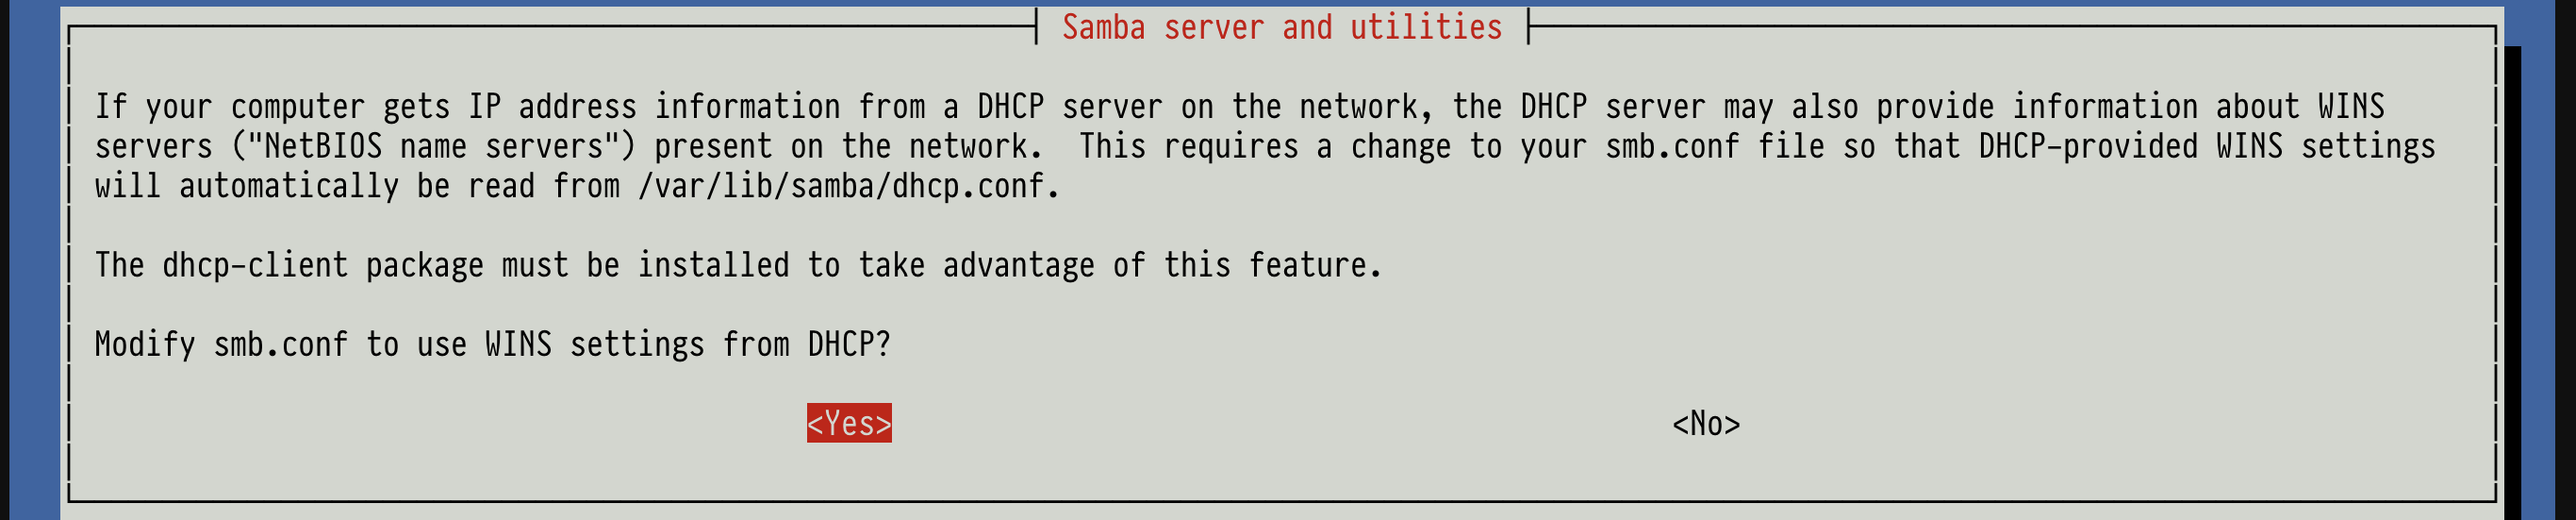 Samba server and utilities
If your computer gets IP address information from a DHCP server on the network, the DHCP server may also provide information about WINS
servers ("NetBIOS name servers") present on the network.  This requires a change to your smb.conf file so that DHCP-provided WINS settings
will automatically be read from /var/lib/samba/dhcp.conf.
The dhcp-client package must be installed to take advantage of this feature.
Modify smb.conf to use WINS settings from DHCP?
<Yes> <No>